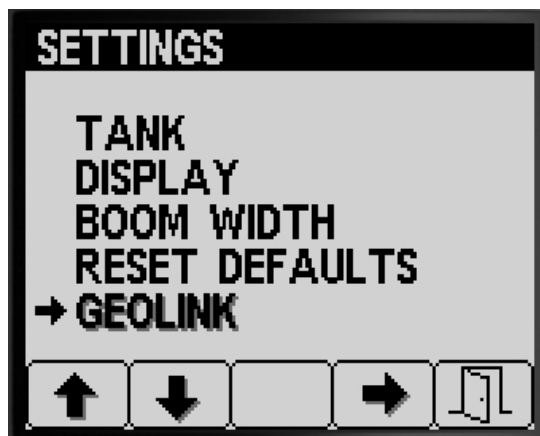 SETTINGS
TANK
DISPLAY
BOOM WIDTH
RESET DEFAULTS
GEOLINK